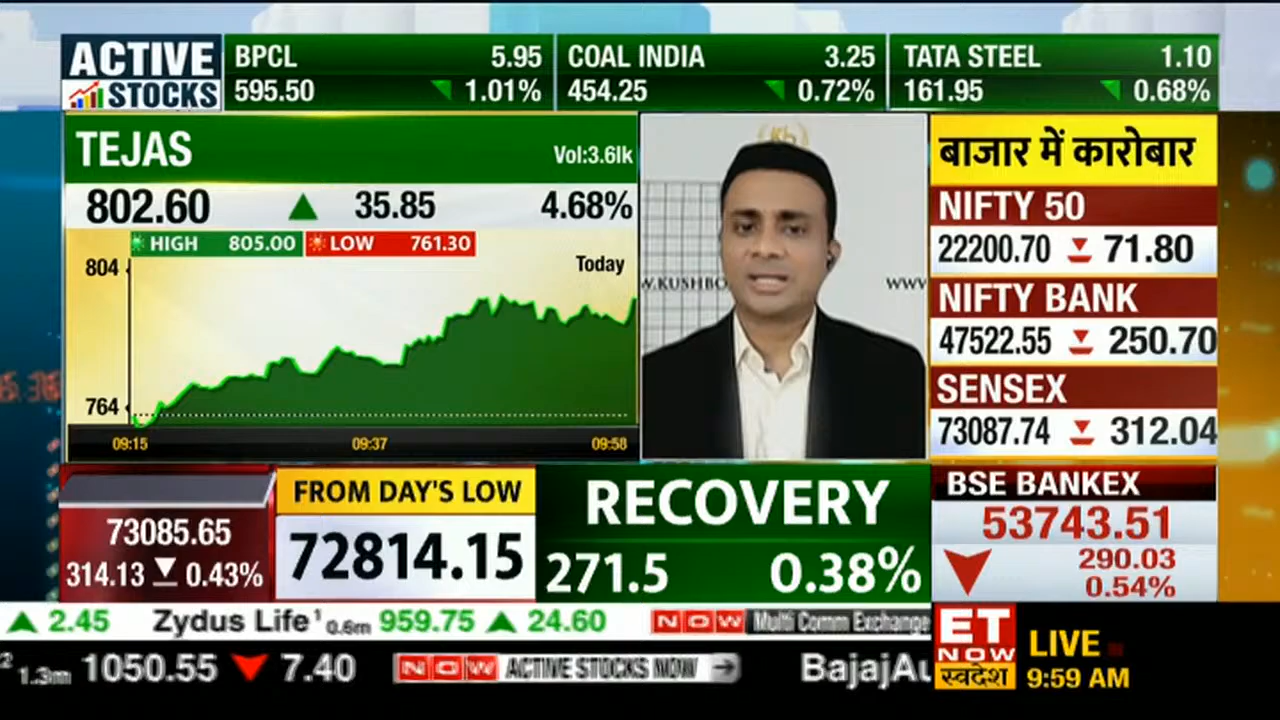 ACTIVE STOCKS
BPCL 5.95
595.50 1.01%
COAL INDIA 3.25
454.25 0.72%
TATA STEEL 1.10
161.95 0.68%
TEJAS Vol:3.6lk
802.60 35.85 4.68%
HIGH 805.00 LOW 761.30
Today
804
764
09:15 09:37 09:58
Kb
W.KUSHBO WWW
बाजार में कारोबार
NIFTY 50
22200.70 71.80
NIFTY BANK
47522.55 250.70
SENSEX
73087.74 312.04
73085.65
314.13 0.43%
FROM DAY'S LOW
72814.15
RECOVERY
271.5 0.38%
BSE BANKEX
53743.51
290.03
0.54%
2.45 Zydus Life 1 0.6m 959.75 24.60 NOW Multi Comm Exchange
2 1.3m 1050.55 7.40 NOW ACTIVE STOCKS NOW BajajAu
ET
NOW
स्वदेश
LIVE
9:59 AM